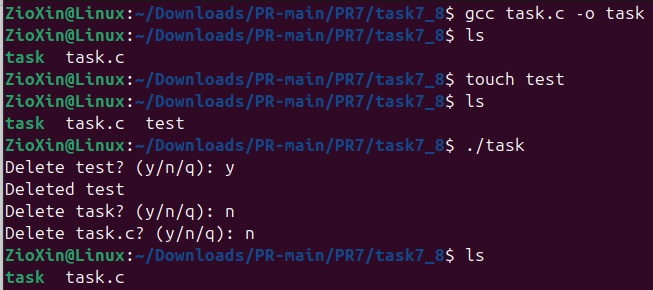 ZioXin@Linux:~/Downloads/PR-main/PR7/task7_8$ gcc task.c -o task
ZioXin@Linux:~/Downloads/PR-main/PR7/task7_8$ ls
task  task.c
ZioXin@Linux:~/Downloads/PR-main/PR7/task7_8$ touch test
ZioXin@Linux:~/Downloads/PR-main/PR7/task7_8$ ls
task  task.c  test
ZioXin@Linux:~/Downloads/PR-main/PR7/task7_8$ ./task
Delete test? (y/n/q): y
Deleted test
Delete task? (y/n/q): n
Delete task.c? (y/n/q): n
ZioXin@Linux:~/Downloads/PR-main/PR7/task7_8$ ls
task  task.c